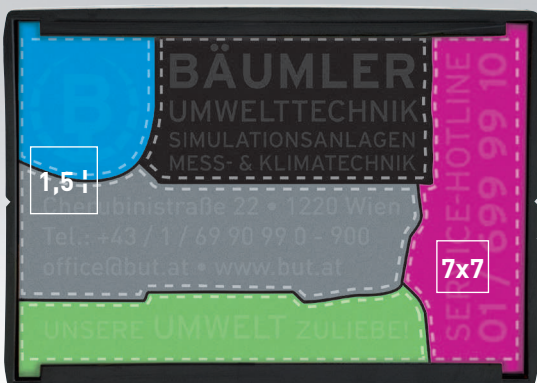 B
BÄUMLER
UMWELTTECHNIK
SIMULATIONSANLAGEN
MESS- & KLIMATECHNIK
1,5 l
Cherubinistraße 22 • 1220 Wien
Tel.: +43 / 1 / 69 90 99 0 - 900
office@but.at • www.but.at
UNSERE UMWELT ZULIEBE!
SERVICE-HOTLINE
01 / 699 99 10
7x7